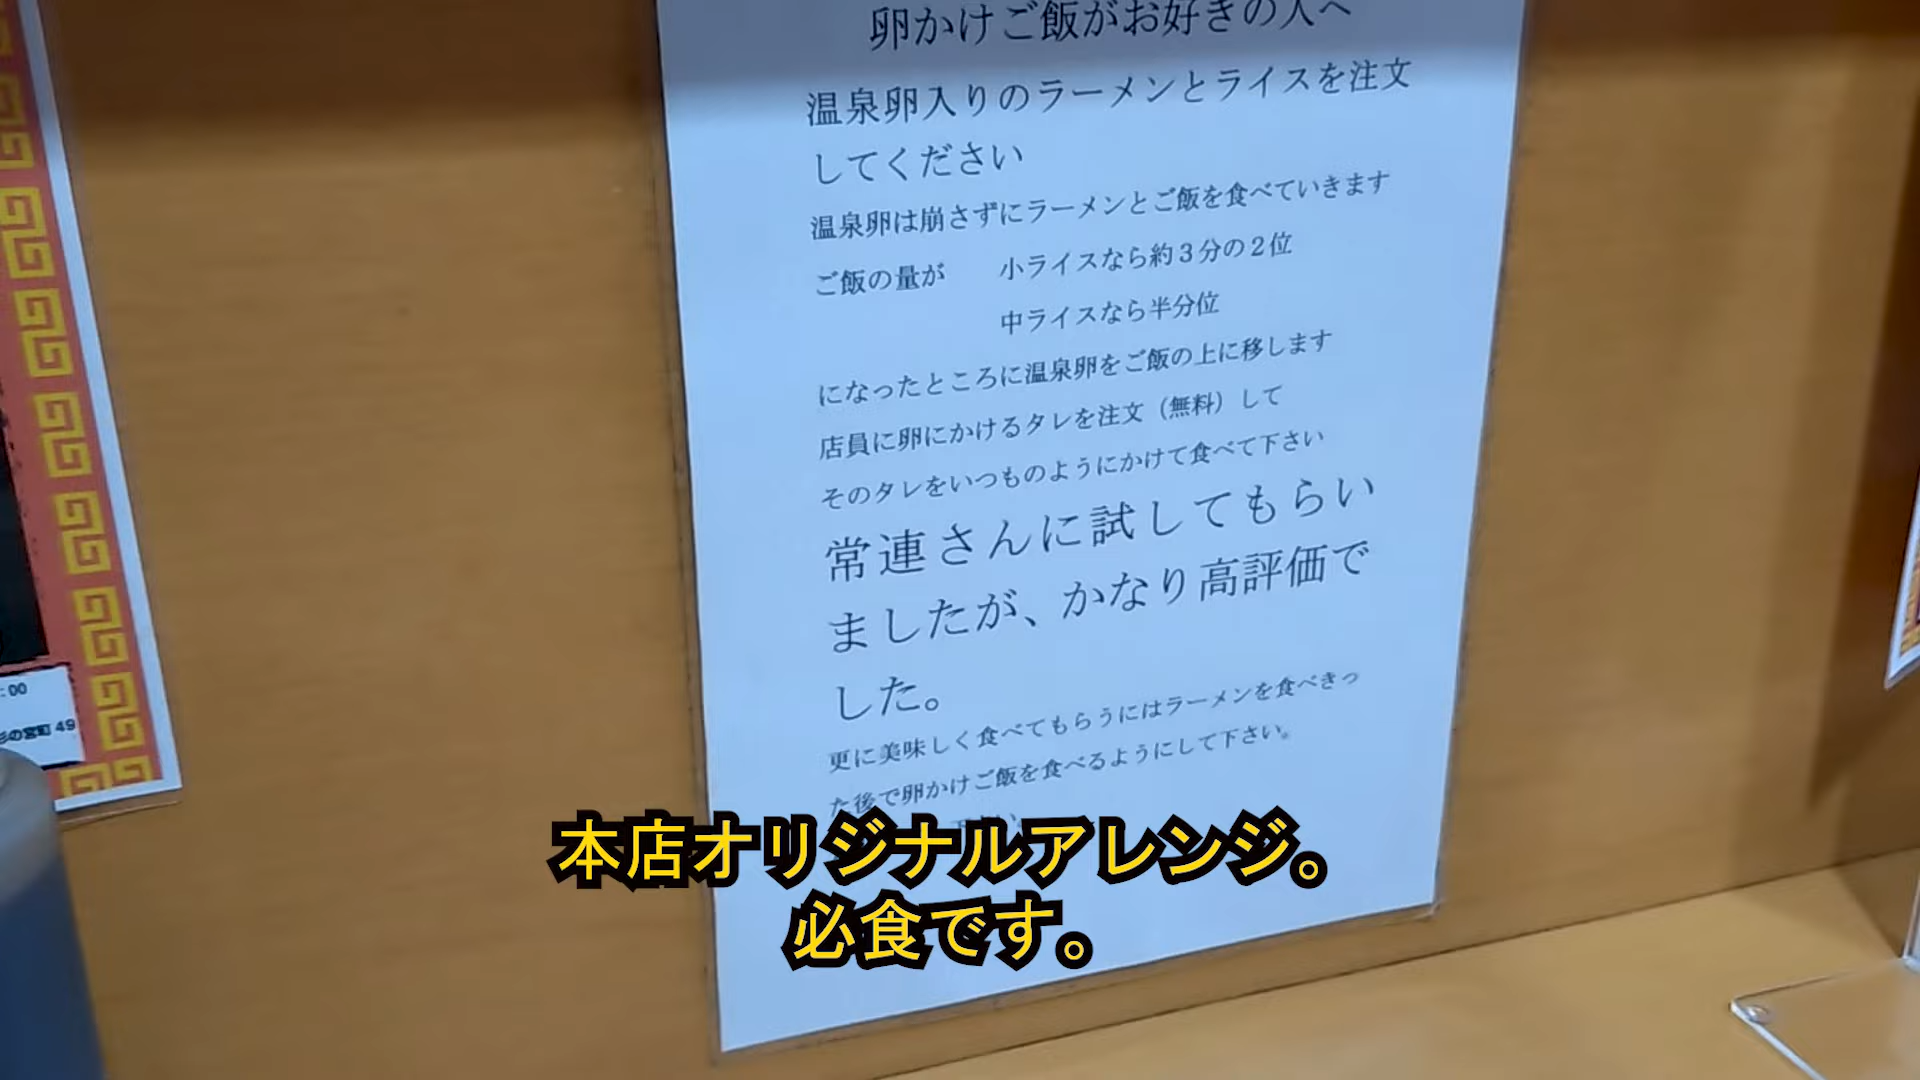 卵かけご飯がお好きの人へ
温泉卵入りのラーメンとライスを注文
してください
温泉卵は崩さずにラーメンとご飯を食べていきます
ご飯の量が　小ライスなら約３分の２位
中ライスなら半分位
になったところに温泉卵をご飯の上に移します
店員に卵にかけるタレを注文（無料）して
そのタレをいつものようにかけて食べて下さい
常連さんに試してもらい
ましたが、かなり高評価で
した。
更に美味しく食べてもらうにはラーメンを食べきっ
た後で卵かけご飯を食べるようにして下さい。
本店オリジナルアレンジ。
必食です。
:00
の宮町 49